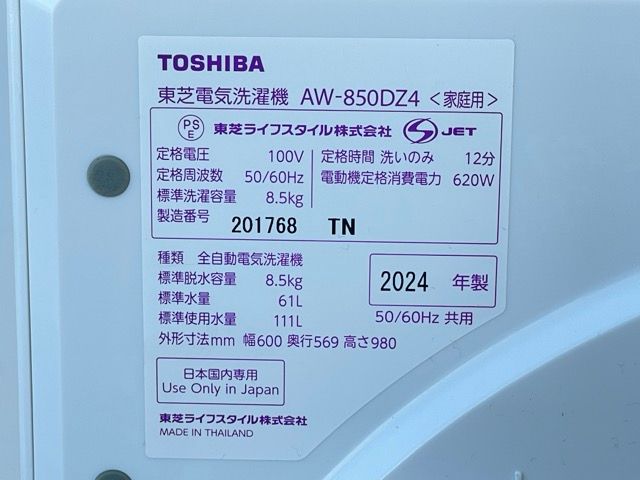 TOSHIBA
東芝電気洗濯機 AW-850DZ4 <家庭用>
PSE 東芝ライフスタイル株式会社 S JET
定格電圧 100V 定格時間 洗いのみ 12分
定格周波数 50/60Hz 電動機定格消費電力 620W
標準洗濯容量 8.5kg
製造番号 201768 TN
種類 全自動電気洗濯機
標準脱水容量 8.5kg
標準水量 61L
標準使用水量 111L
2024 年製
50/60Hz 共用
外形寸法mm 幅600 奥行569 高さ980
日本国内専用
Use Only in Japan
東芝ライフスタイル株式会社
MADE IN THAILAND